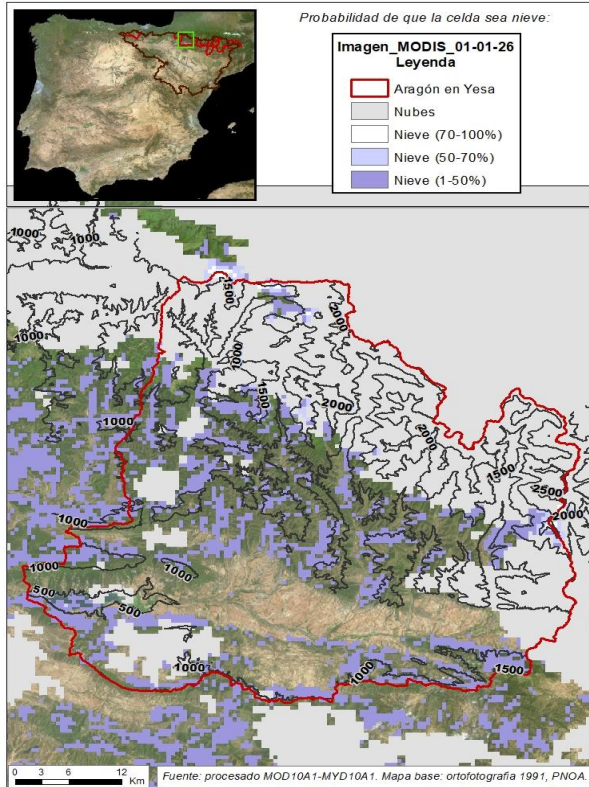 Probabilidad de que la celda sea nieve:
Imagen_MODIS_01-01-26
Leyenda
Aragón en Yesa
Nubes
Nieve (70-100%)
Nieve (50-70%)
Nieve (1-50%)
1000
1000
1000
1500
2000
1000
1000
1500
2000
1000
2000
1500
2500
2000
1000
1000
1000
500
500
1000
1000
1500
0 3 6 12
Km
Fuente: procesado MOD10A1-MYD10A1. Mapa base: ortofotografia 1991, PNOA.